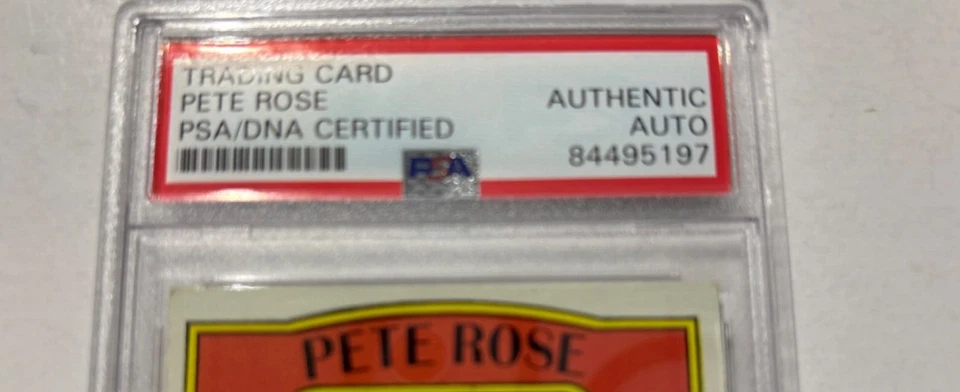 TRADING CARD
PETE ROSE
PSA/DNA CERTIFIED
AUTHENTIC
AUTO
84495197
PSA
PETE ROSE